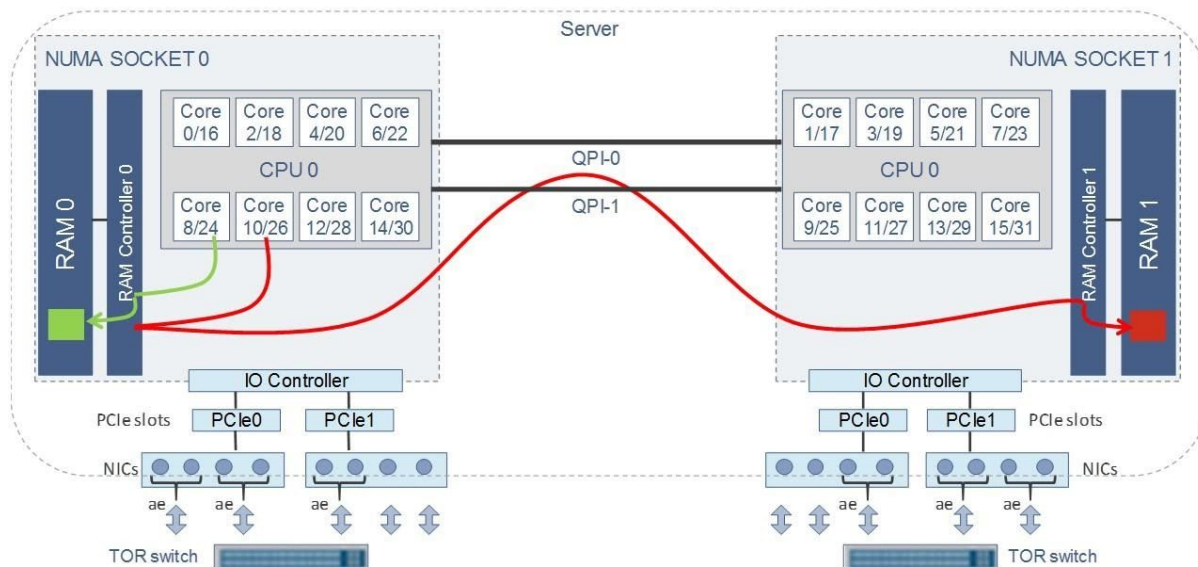 Server
NUMA SOCKET 0
NUMA SOCKET 1
RAM 0
RAM Controller 0
Core 0/16
Core 2/18
Core 4/20
Core 6/22
CPU 0
Core 8/24
Core 10/26
Core 12/28
Core 14/30
QPI-0
QPI-1
Core 1/17
Core 3/19
Core 5/21
Core 7/23
CPU 0
Core 9/25
Core 11/27
Core 13/29
Core 15/31
RAM Controller 1
RAM 1
IO Controller
PCIe slots
PCIe0
PCIe1
NICs
ae
ae
ae
TOR switch
IO Controller
PCIe0
PCIe1
PCIe slots
NICs
ae
ae
ae
TOR switch